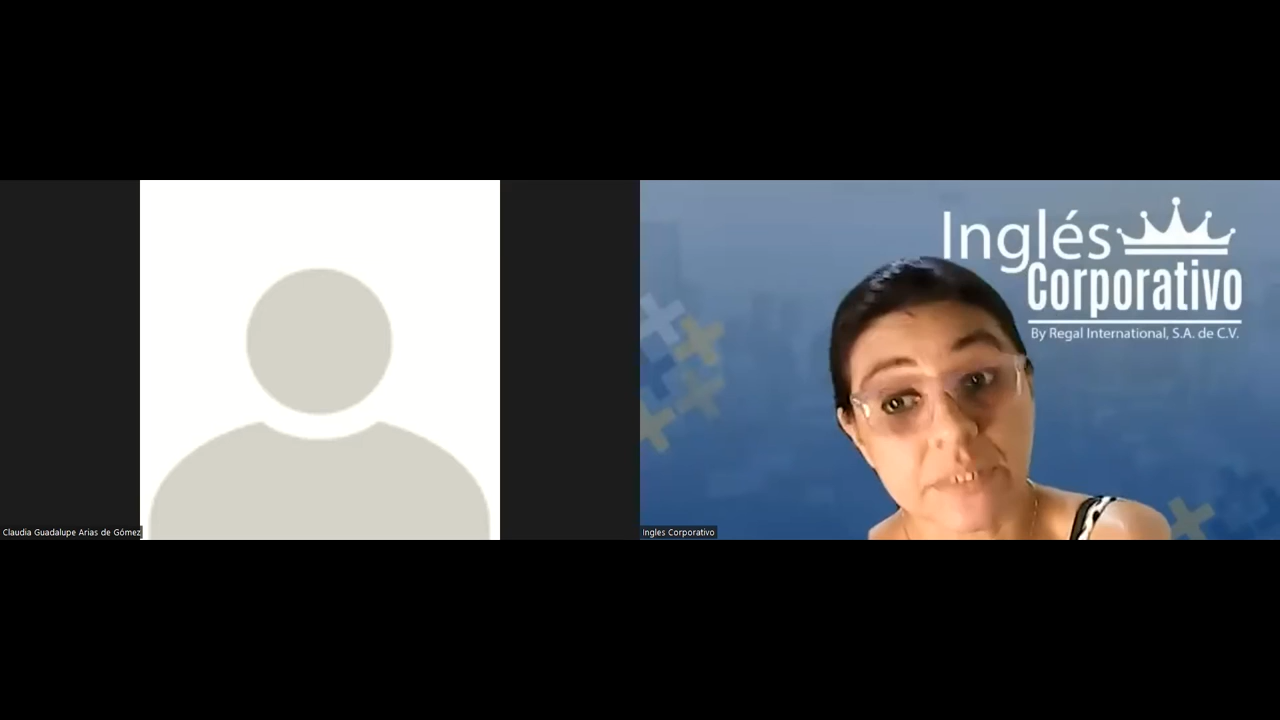 Inglés
Corporativo
By Regal International, S.A. de C.V.
Claudia Guadalupe Arias de Gómez
Ingles Corporativo